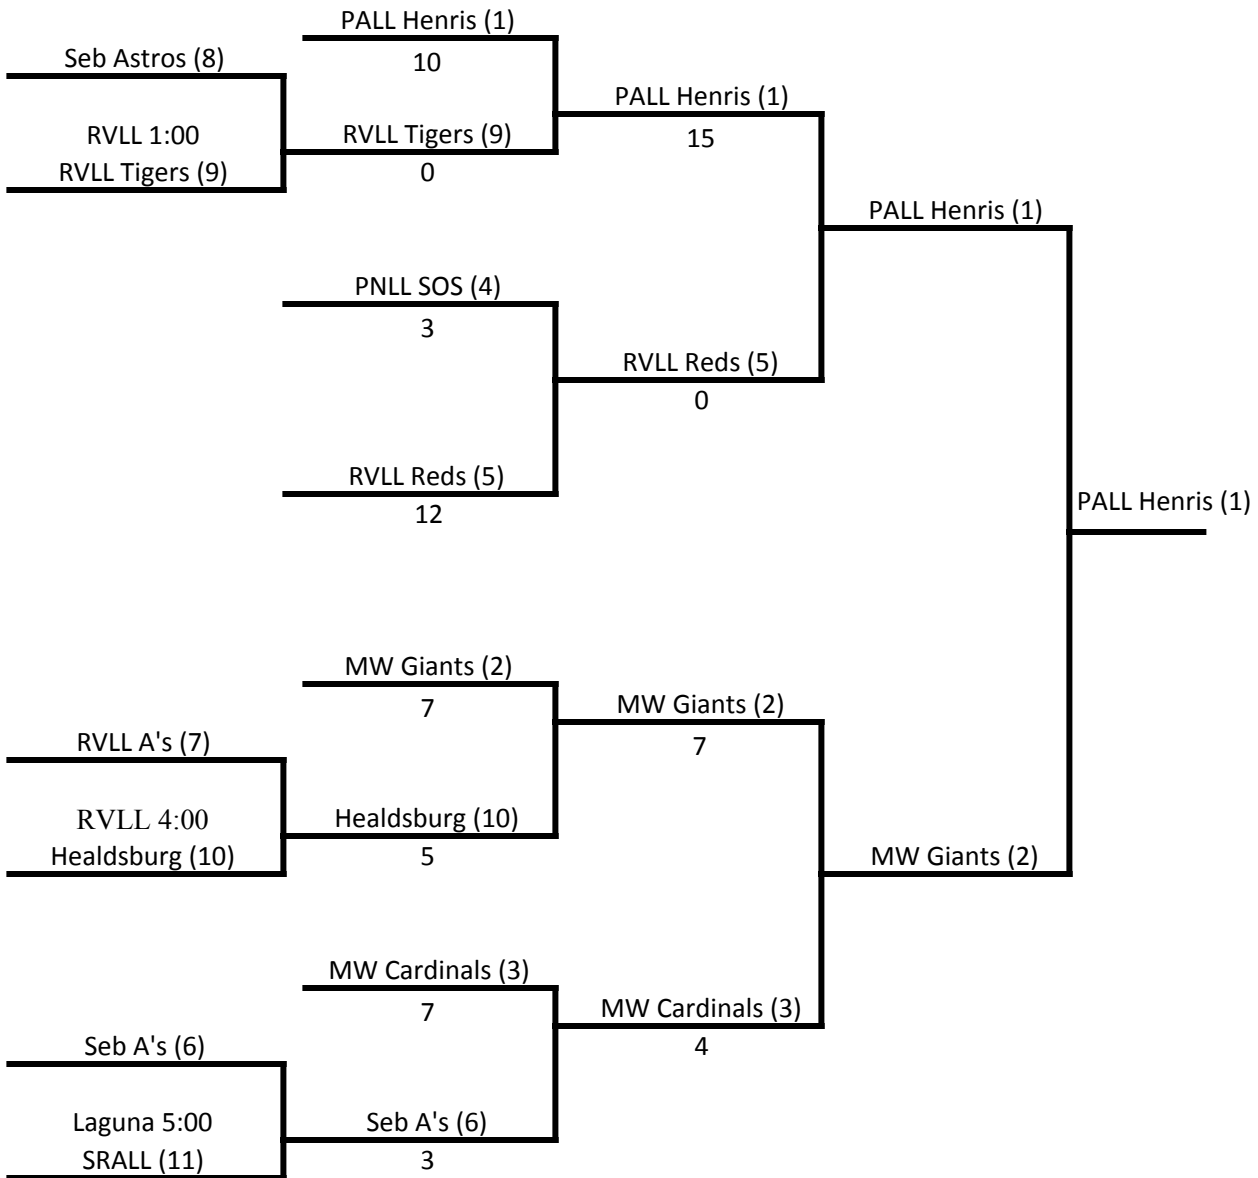 PALL Henris (1)
Seb Astros (8)
10
PALL Henris (1)
RVLL 1:00
RVLL Tigers (9)
15
RVLL Tigers (9)
0
PALL Henris (1)
PNLL SOS (4)
3
RVLL Reds (5)
0
RVLL Reds (5)
12
PALL Henris (1)
MW Giants (2)
7
MW Giants (2)
RVLL A's (7)
7
RVLL 4:00
Healdsburg (10)
Healdsburg (10)
5
MW Giants (2)
MW Cardinals (3)
7
MW Cardinals (3)
Seb A's (6)
4
Laguna 5:00
Seb A's (6)
SRALL (11)
3